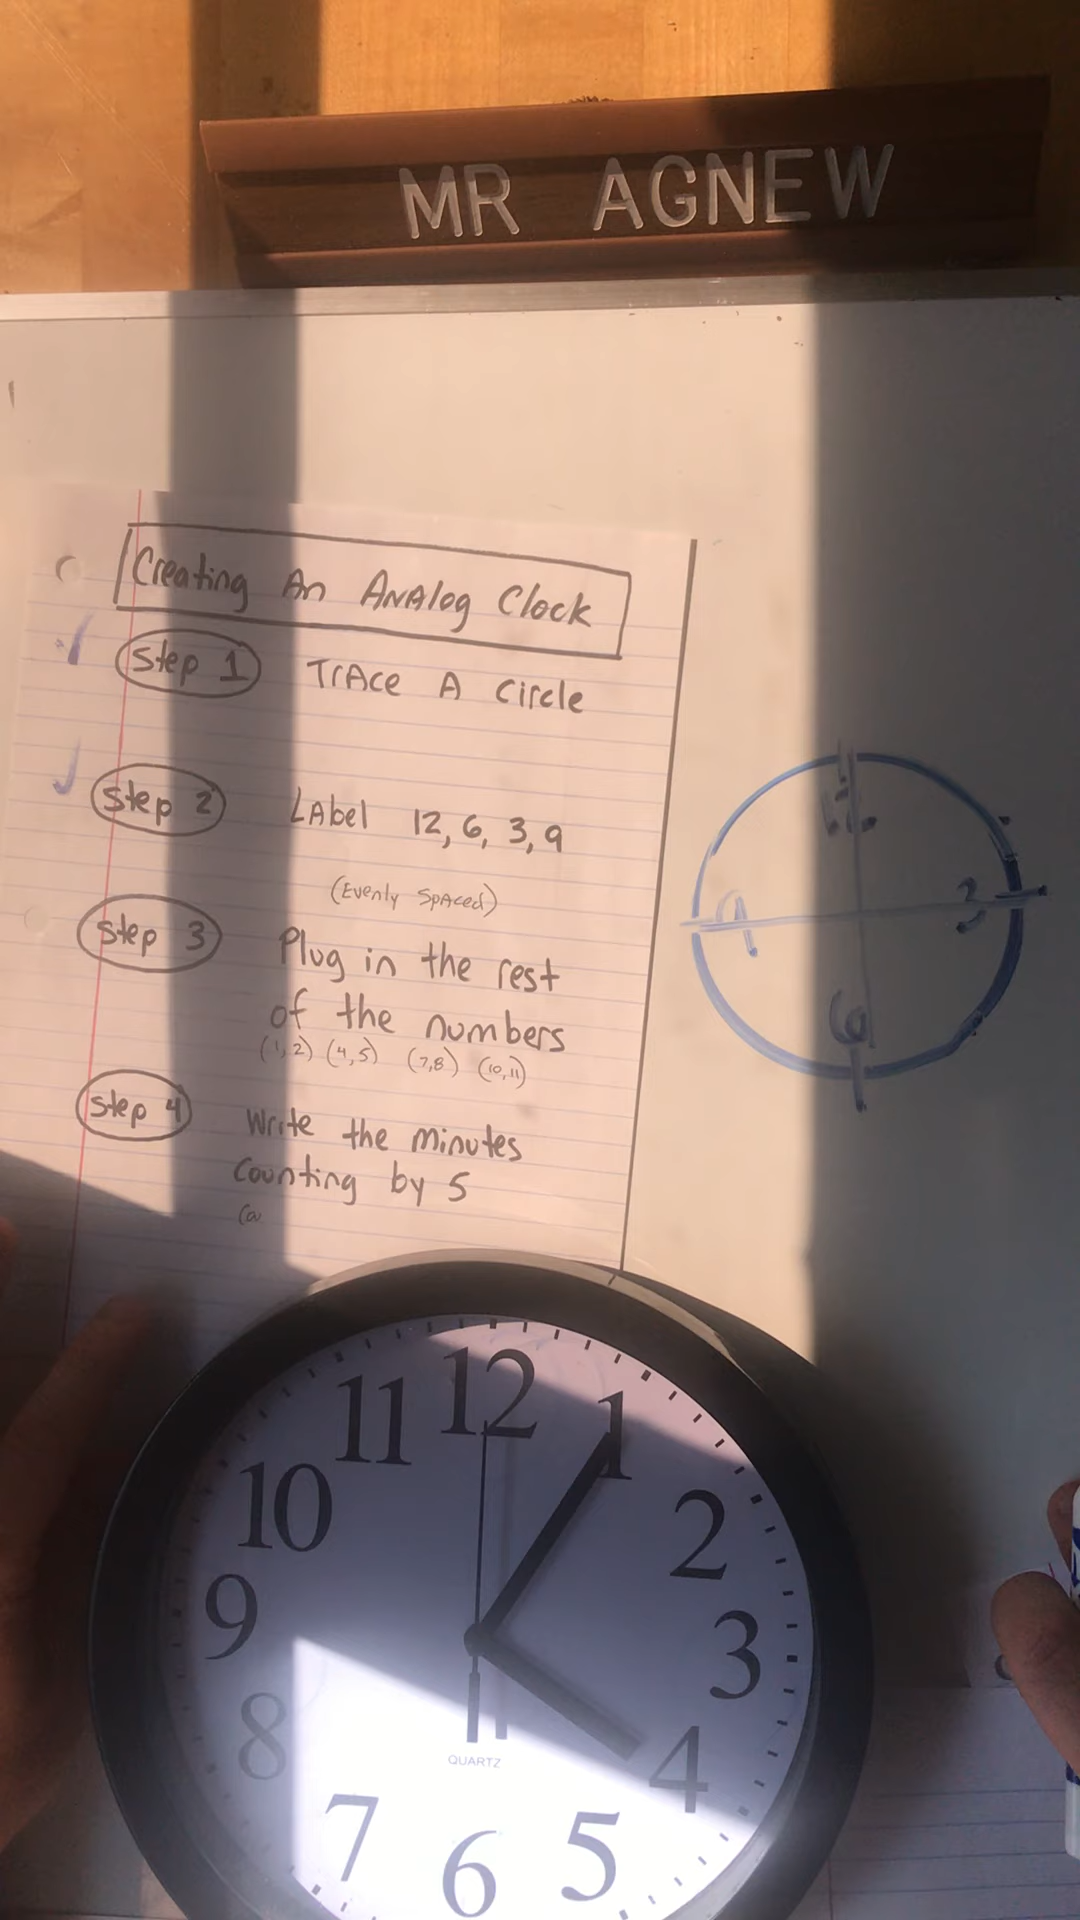 MR AGNEW
Creating An Analog Clock
Step 1 Trace A Circle
Step 2 Label 12, 6, 3, 9
(Evenly Spaced)
Step 3 Plug in the rest
of the numbers
(1,2) (4,5) (7,8) (10,11)
Step 4 Write the minutes
counting by 5
12
9 3
6
12
11 1
10 2
9 3
8 4
QUARTZ
7 5
6